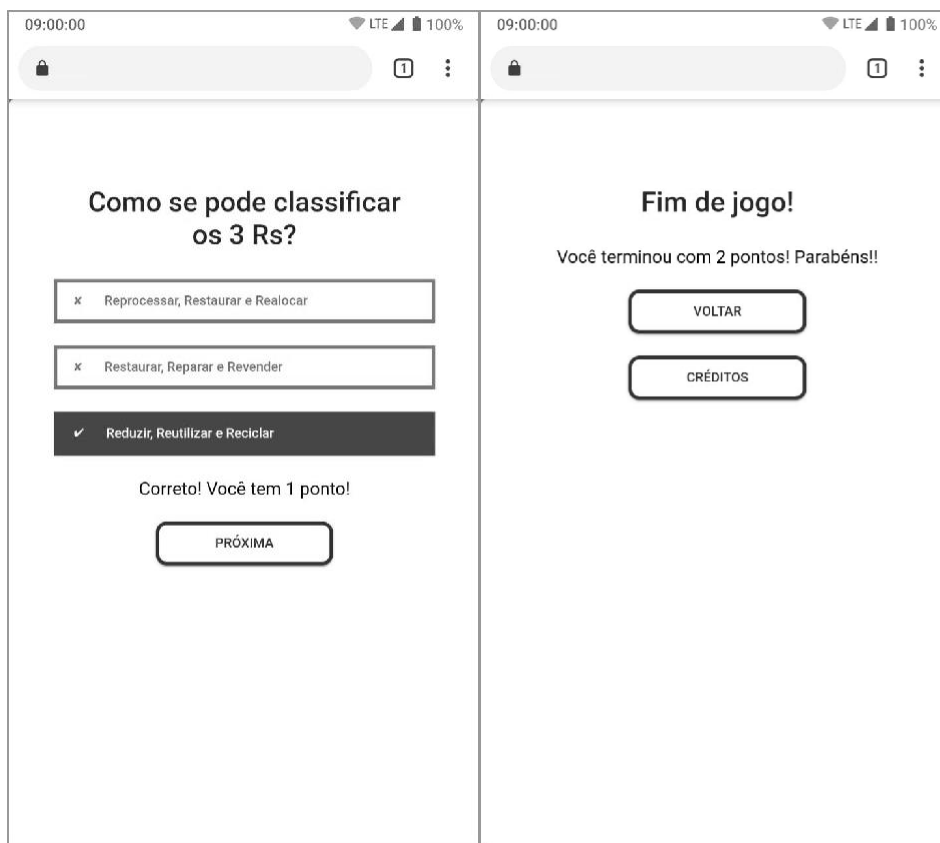 09:00:00 LTE 100%
1
Como se pode classificar
os 3 Rs?
✘ Reprocessar, Restaurar e Realocar
✘ Restaurar, Reparar e Revender
✔ Reduzir, Reutilizar e Reciclar
Correto! Você tem 1 ponto!
PRÓXIMA
09:00:00 LTE 100%
1
Fim de jogo!
Você terminou com 2 pontos! Parabéns!!
VOLTAR
CRÉDITOS